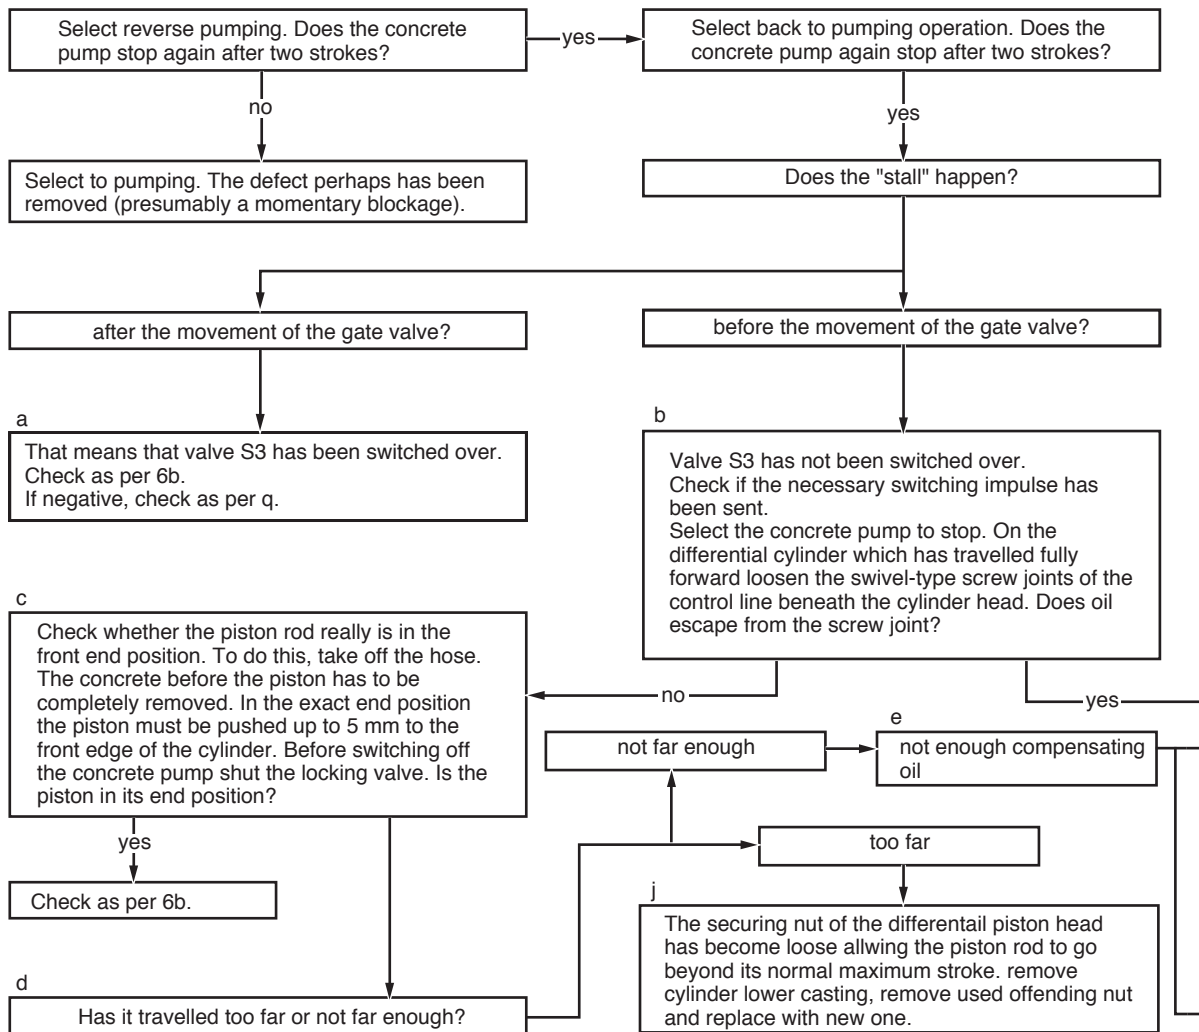 Select reverse pumping. Does the concrete
pump stop again after two strokes?
yes
Select back to pumping operation. Does the
concrete pump again stop after two strokes?
no
yes
Select to pumping. The defect perhaps has been
removed (presumably a momentary blockage).
Does the "stall" happen?
after the movement of the gate valve?
before the movement of the gate valve?
a
That means that valve S3 has been switched over.
Check as per 6b.
If negative, check as per q.
b
Valve S3 has not been switched over.
Check if the necessary switching impulse has
been sent.
Select the concrete pump to stop. On the
differential cylinder which has travelled fully
forward loosen the swivel-type screw joints of the
control line beneath the cylinder head. Does oil
escape from the screw joint?
c
Check whether the piston rod really is in the
front end position. To do this, take off the hose.
The concrete before the piston has to be
completely removed. In the exact end position
the piston must be pushed up to 5 mm to the
front edge of the cylinder. Before switching off
the concrete pump shut the locking valve. Is the
piston in its end position?
no
yes
not far enough
e
not enough compensating
oil
yes
too far
Check as per 6b.
j
The securing nut of the differentail piston head
has become loose allwing the piston rod to go
beyond its normal maximum stroke. remove
cylinder lower casting, remove used offending nut
and replace with new one.
d
Has it travelled too far or not far enough?